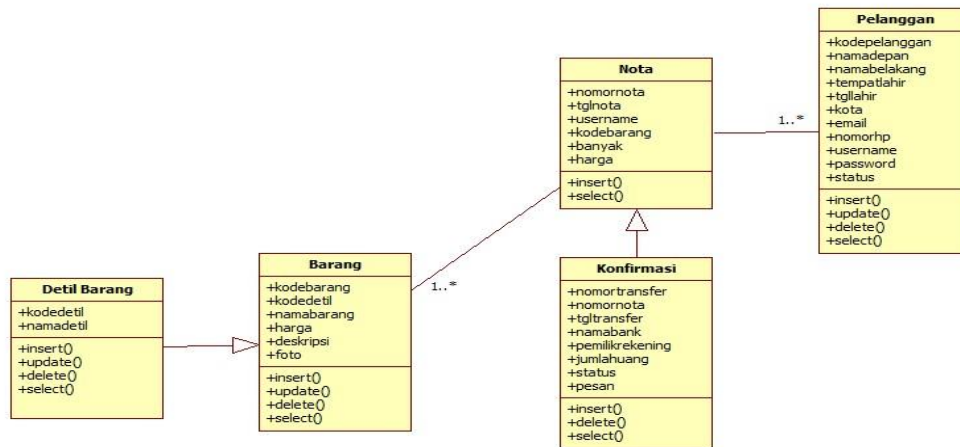 Pelanggan
+kodepelanggan
+namadepan
+namabelakang
+tempatlahir
+tgllahir
+kota
+email
+nomorhp
+username
+password
+status
+insert()
+update()
+delete()
+select()
1..*
Nota
+nomornota
+tglnota
+username
+kodebarang
+banyak
+harga
+insert()
+select()
Barang
+kodebarang
+kodedetil
+namabarang
+harga
+deskripsi
+foto
+insert()
+update()
+delete()
+select()
1..*
Detil Barang
+kodedetil
+namadetil
+insert()
+update()
+delete()
+select()
Konfirmasi
+nomortransfer
+nomornota
+tgltransfer
+namabank
+pemilikrekening
+jumlahuang
+status
+pesan
+insert()
+delete()
+select()